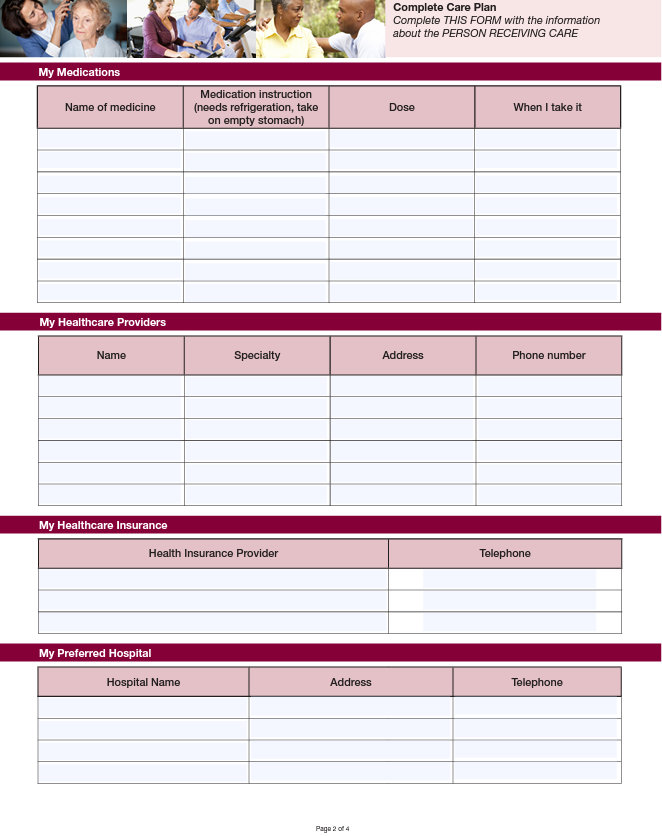 Complete Care Plan
Complete THIS FORM with the information
about the PERSON RECEIVING CARE
My Medications
Name of medicine
Medication instruction
(needs refrigeration, take
on empty stomach)
Dose
When I take it
My Healthcare Providers
Name
Specialty
Address
Phone number
My Healthcare Insurance
Health Insurance Provider
Telephone
My Preferred Hospital
Hospital Name
Address
Telephone
Page 2 of 4